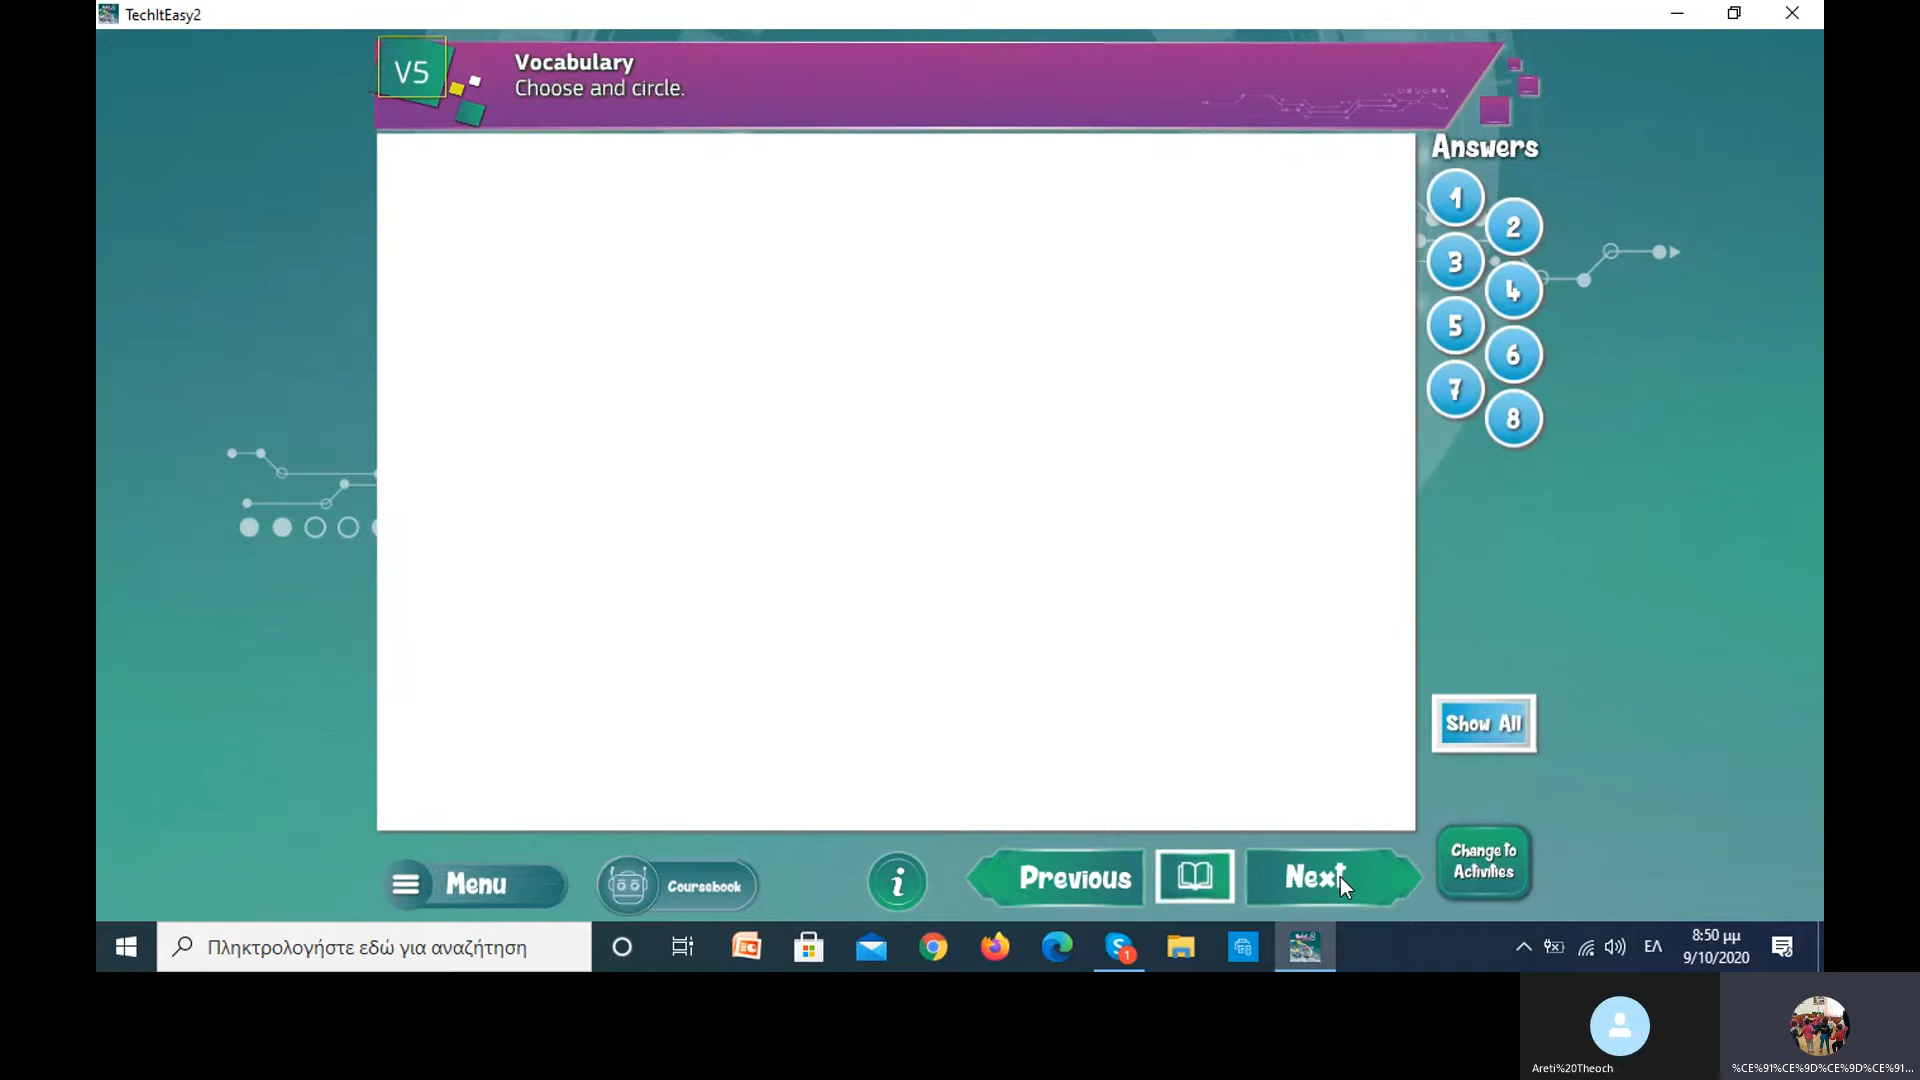 TechItEasy2
V5
Vocabulary
Choose and circle.
Answers
1
2
3
4
5
6
7
8
Show All
Change to
Activities
Menu
Coursebook
i
Previous
Next
Πληκτρολογήστε εδώ για αναζήτηση
1
ΕΛ
8:50 μμ
9/10/2020
Areti%20Theoch
%CE%91%CE%9D%CE%9D%CE%91...